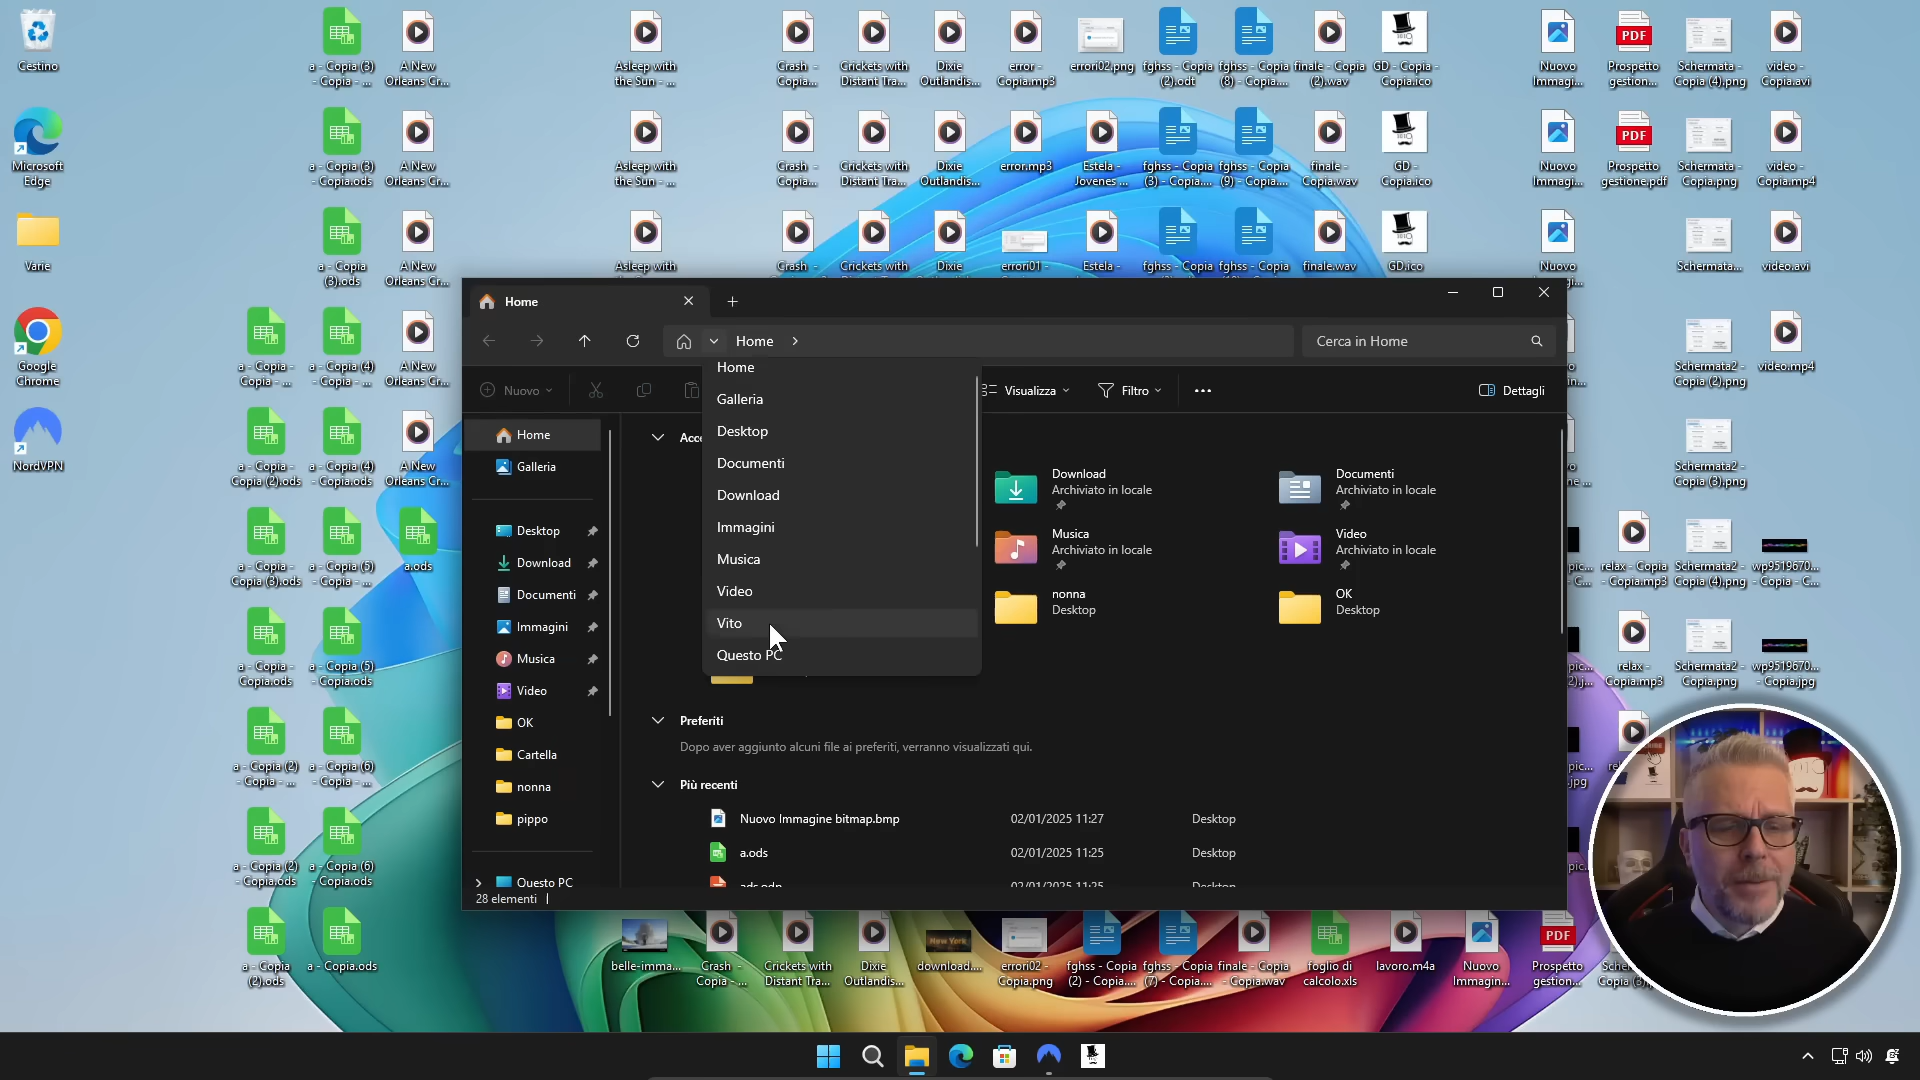 Cestino
a - Copia (3)
- Copia - ...
A New
Orleans Cr...
Asleep with
the Sun - ...
Crash -
Copia...
Crickets with
Distant Tra...
Dixie
Outlandis...
error -
Copia.mp3
errori02.png
fghss - Copia
(2).odt
fghss - Copia
(8) - Copia....
finale - Copia
(2).wav
GD - Copia -
Copia.ico
Nuovo
Immagi...
Prospetto
gestion...
Schermata -
Copia (4).png
video -
Copia.avi
Microsoft
Edge
a - Copia (3)
- Copia.ods
A New
Orleans Cr...
Asleep with
the Sun - ...
Crash -
Copia...
Crickets with
Distant Tra...
Dixie
Outlandis...
errori.mp3
Estela -
Jovenes ...
fghss - Copia
(3) - Copia....
fghss - Copia
(9) - Copia....
finale -
Copia.wav
GD -
Copia.ico
Nuovo
Immagi...
Prospetto
gestione.pdf
Schermata -
Copia.png
video -
Copia.mp4
Varie
a - Copia
(3).ods
A New
Orleans Cr...
Asleep with
Crash -
Crickets with
Dixie
errori01 -
Estela -
fghss - Copia
fghss - Copia
finale.wav
GD.ico
Nuovo
Schermata...
video.avi
Google
Chrome
a - Copia -
Copia - ...
a - Copia (4)
- Copia - ...
A New
Orleans Cr...
Schermata2 -
Copia (2).png
video.mp4
NordVPN
a - Copia -
Copia (2).ods
a - Copia (4)
- Copia.ods
A New
Orleans Cr...
Schermata2 -
Copia (3).png
a - Copia -
Copia (3).ods
a - Copia (5)
- Copia - ...
a.ods
relax - Copia
- Copia.mp3
Schermata2 -
Copia (4).png
wp9519670...
- Copia - C...
a - Copia -
Copia.ods
a - Copia (5)
- Copia.ods
relax -
Copia.mp3
Schermata2 -
Copia.png
wp9519670...
- Copia.jpg
a - Copia (2)
- Copia - ...
a - Copia (6)
- Copia - ...
a - Copia (2)
- Copia.ods
a - Copia (6)
- Copia.ods
a - Copia
(2).ods
a - Copia.ods
Home
Home
Cerca in Home
Nuovo
Visualizza
Filtro
Dettagli
Home
Galleria
Desktop
Documenti
Download
Immagini
Musica
Video
Vito
Questo PC
Home
Galleria
Desktop
Download
Documenti
Immagini
Musica
Video
OK
Cartella
nonna
pippo
Questo PC
28 elementi
Acc
Download
Archiviato in locale
Documenti
Archiviato in locale
Musica
Archiviato in locale
Video
Archiviato in locale
nonna
Desktop
OK
Desktop
Preferiti
Dopo aver aggiunto alcuni file ai preferiti, verranno visualizzati qui.
Più recenti
Nuovo Immagine bitmap.bmp 02/01/2025 11:27 Desktop
a.ods 02/01/2025 11:25 Desktop
ads.odp 02/01/2025 11:25 Desktop
belle-imma...
Crash -
Copia - ...
Crickets with
Distant Tra...
Dixie
Outlandis...
New York
download....
errori02 -
Copia.png
fghss - Copia
(2) - Copia....
fghss - Copia
(7) - Copia....
finale - Copia
- Copia.wav
foglio di
calcolo.xls
lavoro.m4a
Nuovo
Immagin...
Prospetto
gestion...
PDF
PDF
PDF